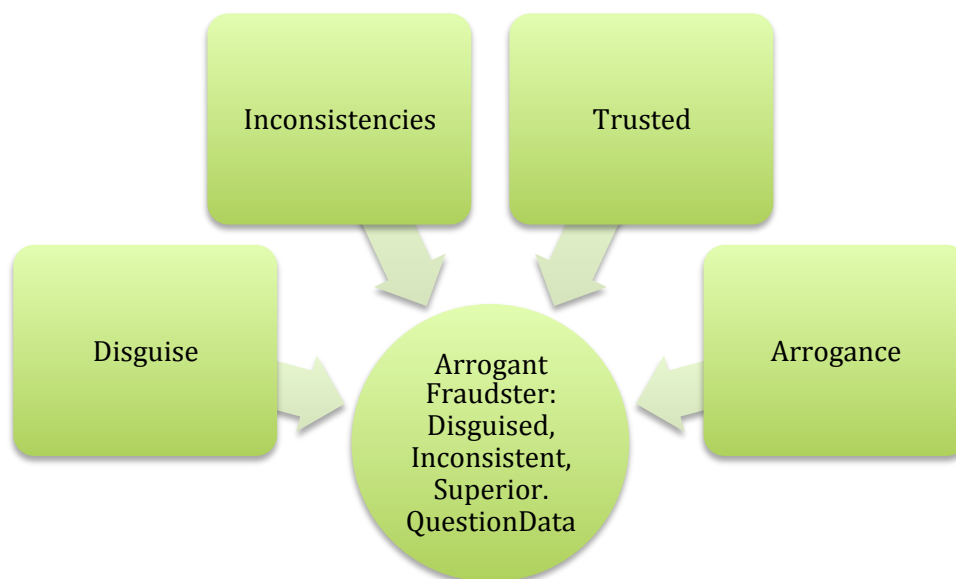 Inconsistencies
Trusted
Disguise
Arrogance
Arrogant
Fraudster:
Disguised,
Inconsistent,
Superior.
QuestionData